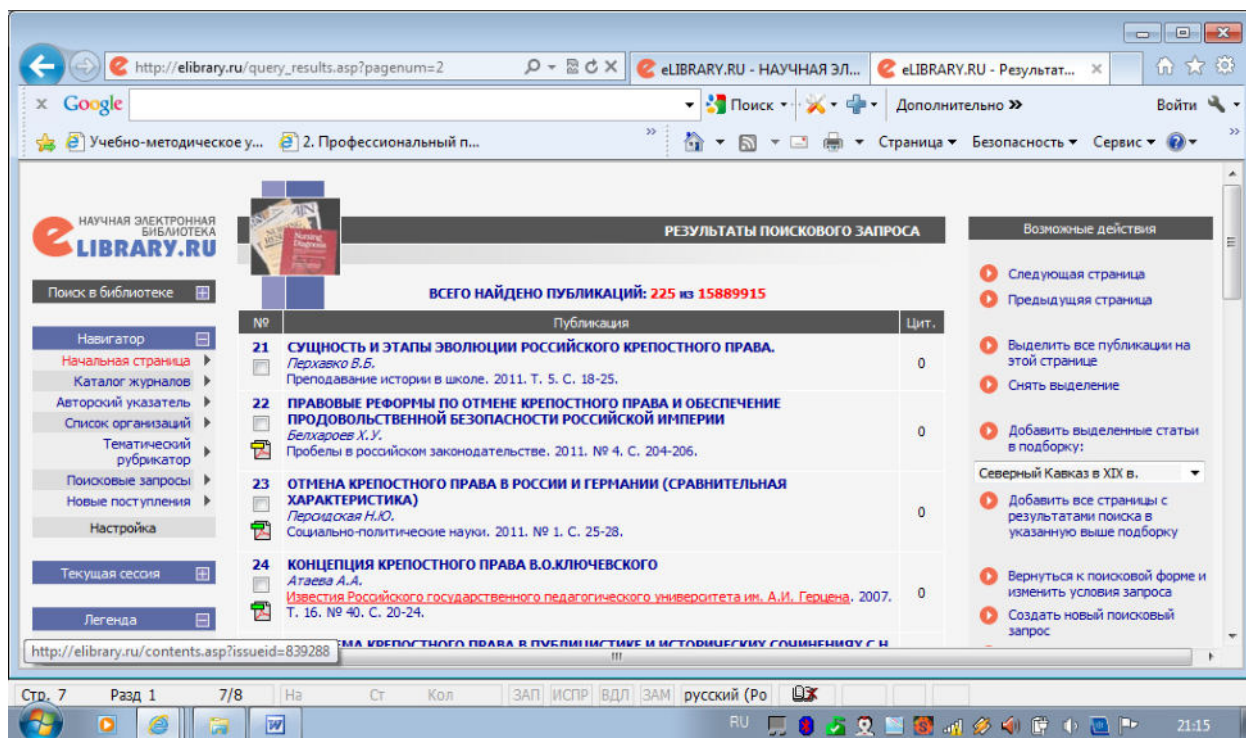 http://elibrary.ru/query_results.asp?pagenum=2
eLIBRARY.RU - НАУЧНАЯ ЭЛ...
eLIBRARY.RU - Результат...
x Google
Поиск
Дополнительно
Войти
Учебно-методическое у...
2. Профессиональный п...
Страница
Безопасность
Сервис
НАУЧНАЯ ЭЛЕКТРОННАЯ
БИБЛИОТЕКА
LIBRARY.RU
Поиск в библиотеке
Навигатор
Начальная страница
Каталог журналов
Авторский указатель
Список организаций
Тематический
рубрикатор
Поисковые запросы
Новые поступления
Настройка
Текущая сессия
Легенда
РЕЗУЛЬТАТЫ ПОИСКОВОГО ЗАПРОСА
ВСЕГО НАЙДЕНО ПУБЛИКАЦИЙ: 225 из 15889915
№ Публикация Цит.
21 СУЩНОСТЬ И ЭТАПЫ ЭВОЛЮЦИИ РОССИЙСКОГО КРЕПОСТНОГО ПРАВА.
Перхавко В.Б. 0
Преподавание истории в школе. 2011. Т. 5. С. 18-25.
22 ПРАВОВЫЕ РЕФОРМЫ ПО ОТМЕНЕ КРЕПОСТНОГО ПРАВА И ОБЕСПЕЧЕНИЕ
ПРОДОВОЛЬСТВЕННОЙ БЕЗОПАСНОСТИ РОССИЙСКОЙ ИМПЕРИИ
Белхароев Х.У. 0
Пробелы в российском законодательстве. 2011. № 4. С. 204-206.
23 ОТМЕНА КРЕПОСТНОГО ПРАВА В РОССИИ И ГЕРМАНИИ (СРАВНИТЕЛЬНАЯ
ХАРАКТЕРИСТИКА)
Персидская Н.Ю. 0
Социально-политические науки. 2011. № 1. С. 25-28.
24 КОНЦЕПЦИЯ КРЕПОСТНОГО ПРАВА В.О.КЛЮЧЕВСКОГО
Атаева А.А.
Известия Российского государственного педагогического университета им. А.И. Герцена. 2007. 0
Т. 16. № 40. С. 20-24.
КРЕПОСТНОГО ПРАВА В ПУБЛИЦИСТИКЕ И ИСТОРИЧЕСКИХ СОЧИНЕНИЯХ С.Н.
Возможные действия
Следующая страница
Предыдущая страница
Выделить все публикации на
этой странице
Снять выделение
Добавить выделенные статьи
в подборку:
Северный Кавказ в XIX в.
Добавить все страницы с
результатами поиска в
указанную выше подборку
Вернуться к поисковой форме и
изменить условия запроса
Создать новый поисковый
запрос
http://elibrary.ru/contents.asp?issueid=839288
Стр. 7 Разд 1 7/8 На Ст Кол ЗАП ИСПР ВДЛ ЗАМ русский (Ро
RU 21:15